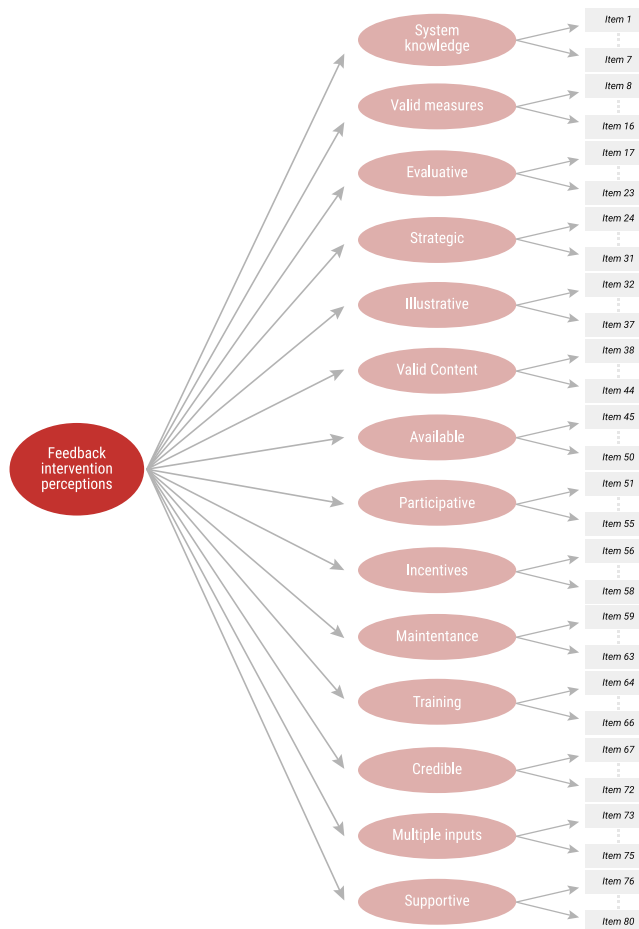 System
knowledge
Item 1
Item 7
Valid measures
Item 8
Item 16
Evaluative
Item 17
Item 23
Strategic
Item 24
Item 31
Illustrative
Item 32
Item 37
Valid Content
Item 38
Item 44
Feedback
intervention
perceptions
Available
Item 45
Item 50
Participative
Item 51
Item 55
Incentives
Item 56
Item 58
Maintentance
Item 59
Item 63
Training
Item 64
Item 66
Credible
Item 67
Item 72
Multiple inputs
Item 73
Item 75
Supportive
Item 76
Item 80